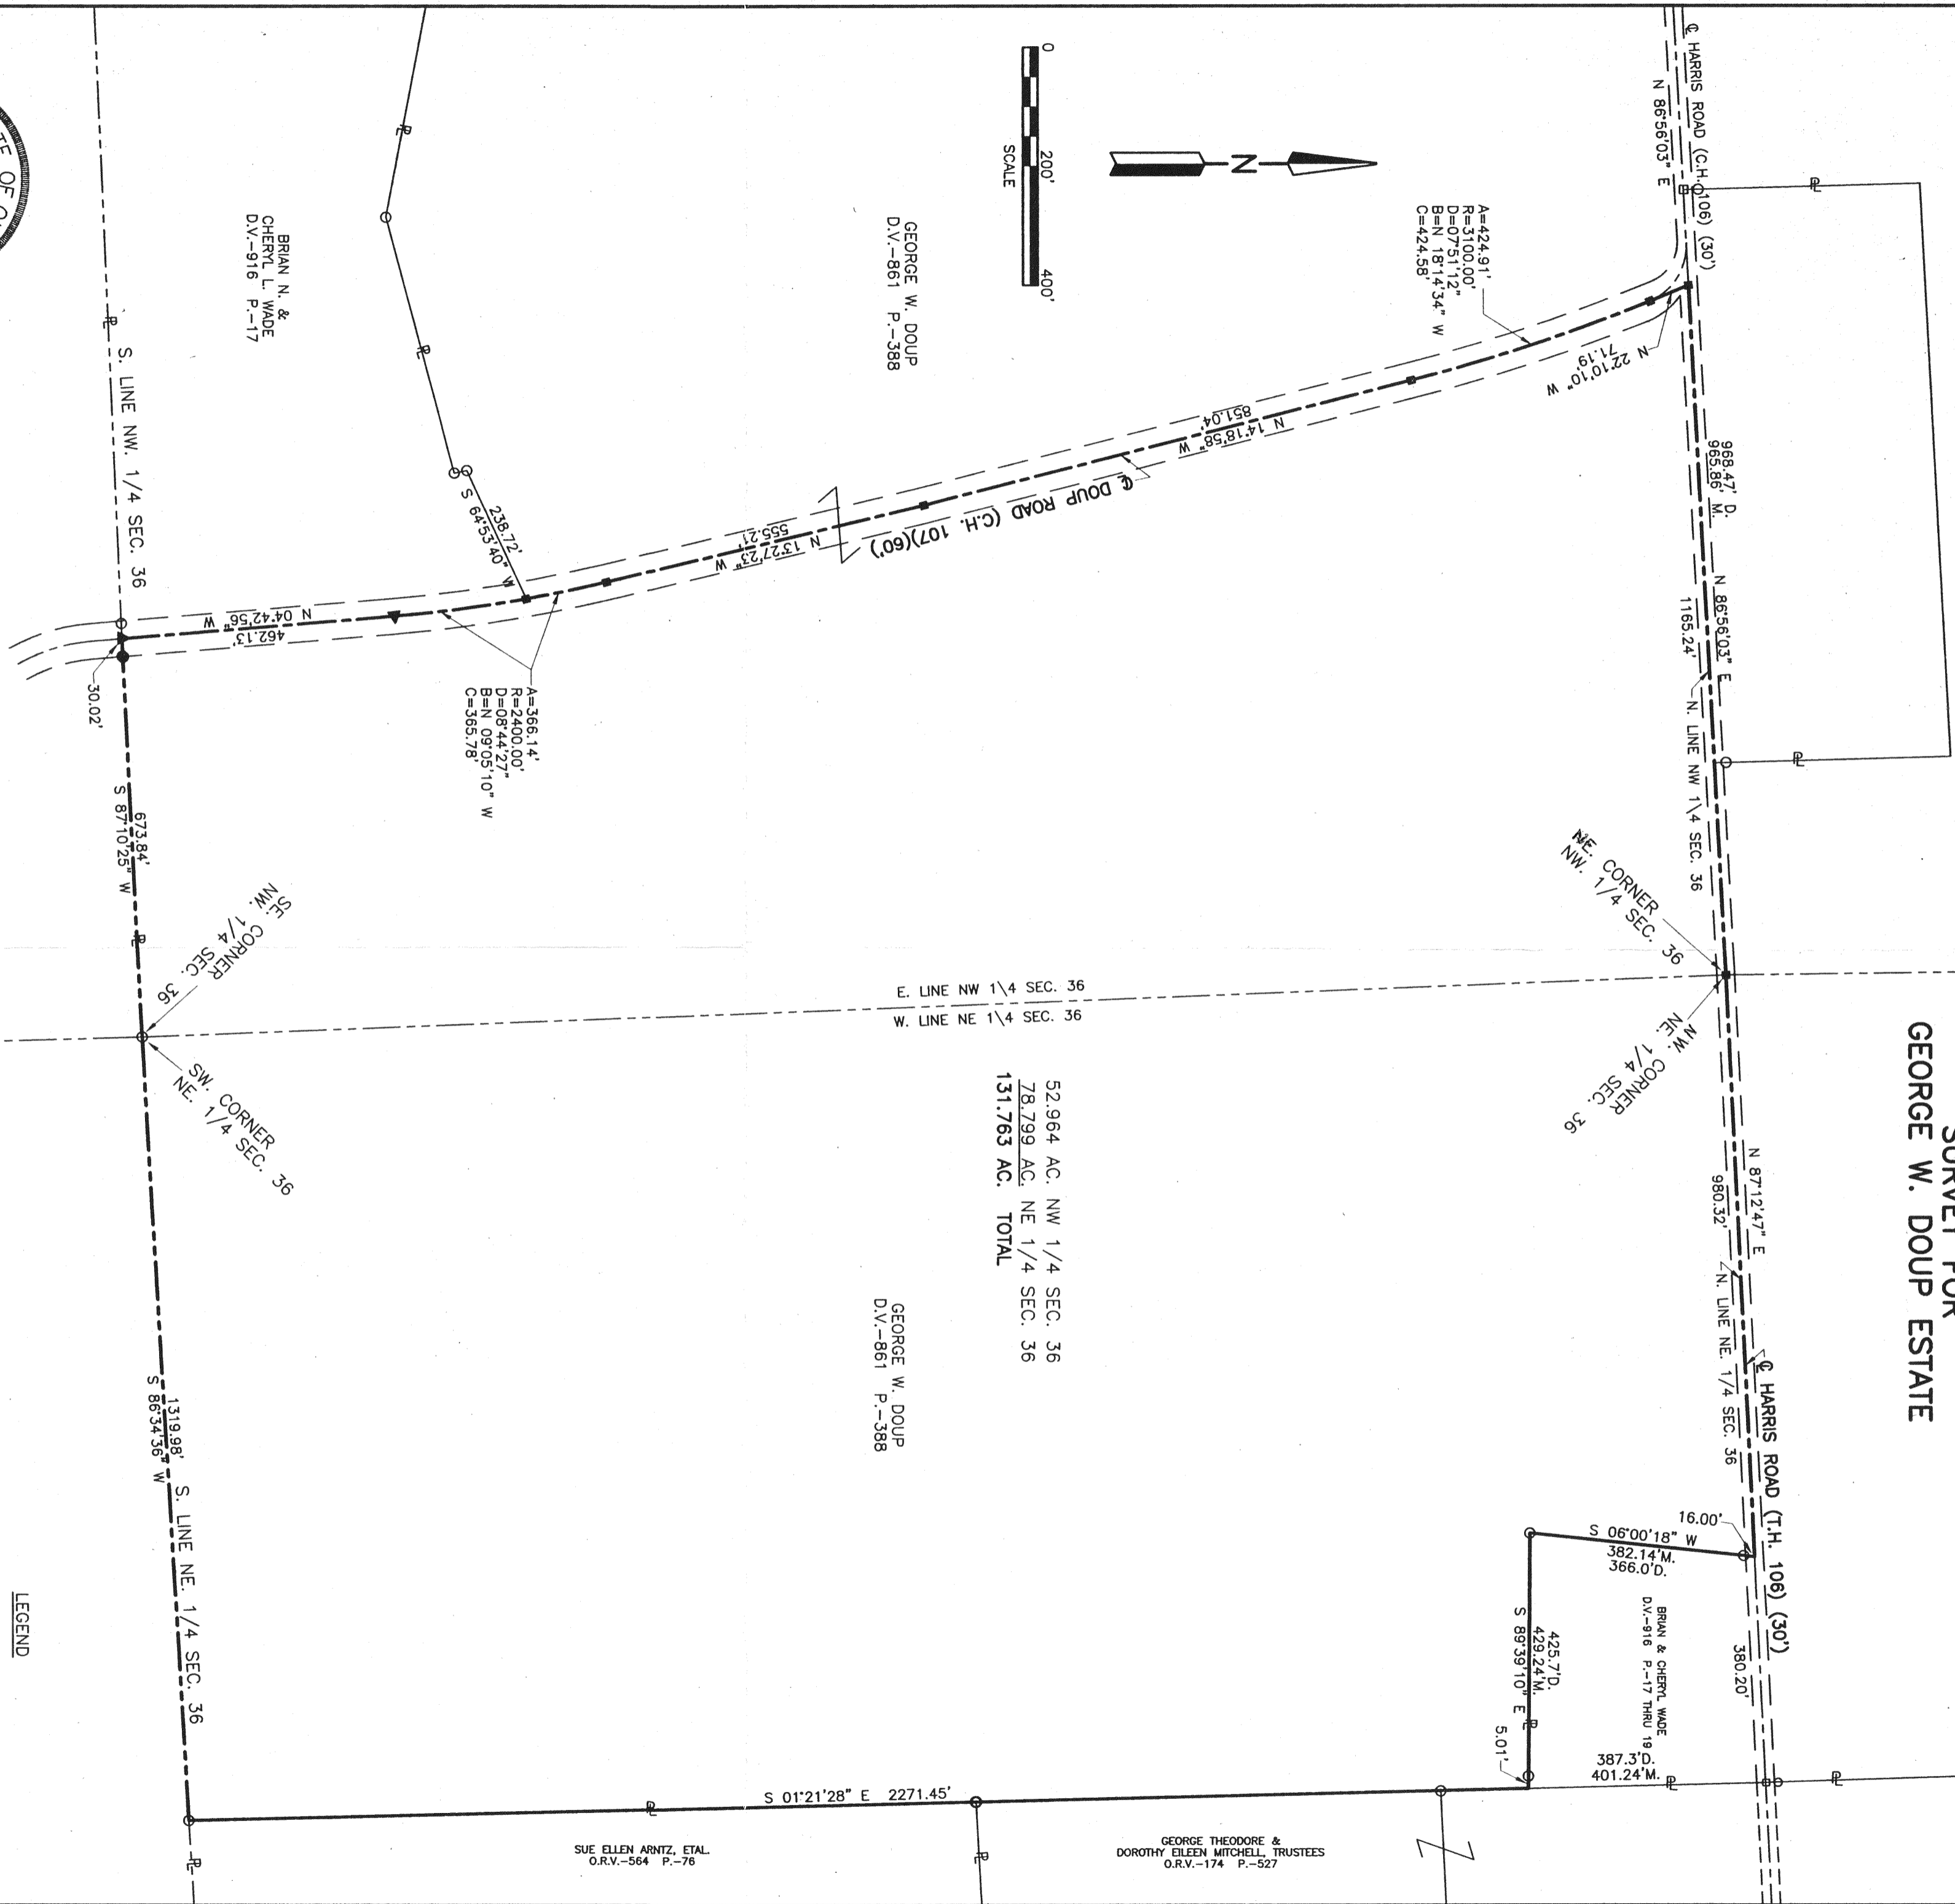 SURVEY FOR
GEORGE W. DOUP ESTATE
℄ HARRIS ROAD (C.H. 106) (30')
N 86°56'03" E
0 200' 400'
SCALE
N
A=424.91'
R=3100.00'
D=07°51'12"
B=N 18°14'34" W
C=424.58'
N 22°10'10" W
71.19'
968.47' D.
965.86' M.
N 86°56'03" E
1165.24'
N. LINE NW 1\4 SEC. 36
NE. CORNER
NW. 1/4 SEC. 36
NW. CORNER
NE. 1/4 SEC. 36
N 87°12'47" E
980.32'
N. LINE NE. 1/4 SEC. 36
℄ HARRIS ROAD (T.H. 106) (30')
16.00'
S 06°00'18" W
382.14'M.
366.0'D.
BRIAN & CHERYL WADE
D.V.-916 P.-17 THRU 19
380.20'
425.7'D.
429.24'M.
S 89°39'10" E
5.01'
387.3'D.
401.24'M.
GEORGE W. DOUP
D.V.-861 P.-388
N 14°18'58" W
851.04'
℄ DOUP ROAD (C.H. 107)(60')
N 13°27'23" W
555.21'
E. LINE NW 1\4 SEC. 36
W. LINE NE 1\4 SEC. 36
52.964 AC. NW 1/4 SEC. 36
78.799 AC. NE 1/4 SEC. 36
131.763 AC. TOTAL
GEORGE W. DOUP
D.V.-861 P.-388
238.72'
S 64°53'40" W
A=366.14'
R=2400.00'
D=08°44'27"
B=N 09°05'10" W
C=365.78'
BRIAN N. &
CHERYL L. WADE
D.V.-916 P.-17
N 04°42'56" W
462.13'
S. LINE NW. 1/4 SEC. 36
30.02'
673.84'
S 87°10'25" W
SE. CORNER
NW. 1/4 SEC. 36
SW. CORNER
NE. 1/4 SEC. 36
1319.98' S. LINE NE. 1/4 SEC. 36
S 86°34'36" W
S 01°21'28" E 2271.45'
SUE ELLEN ARNTZ, ETAL.
O.R.V.-564 P.-76
GEORGE THEODORE &
DOROTHY EILEEN MITCHELL, TRUSTEES
O.R.V.-174 P.-527
LEGEND
OF